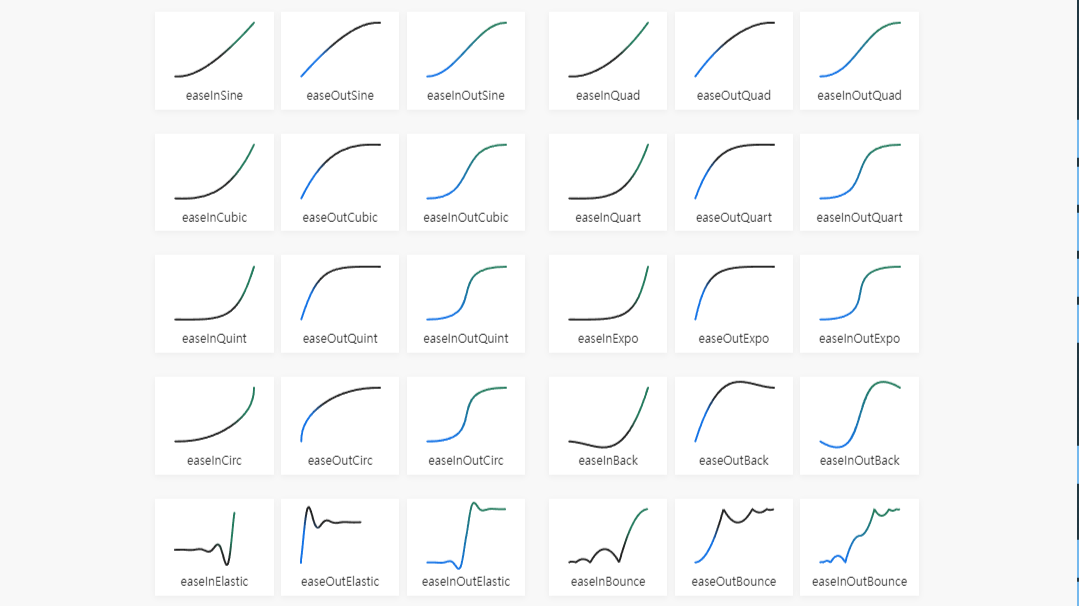 easeInSine easeOutSine easeInOutSine easeInQuad easeOutQuad easeInOutQuad
easeInCubic easeOutCubic easeInOutCubic easeInQuart easeOutQuart easeInOutQuart
easeInQuint easeOutQuint easeInOutQuint easeInExpo easeOutExpo easeInOutExpo
easeInCirc easeOutCirc easeInOutCirc easeInBack easeOutBack easeInOutBack
easeInElastic easeOutElastic easeInOutElastic easeInBounce easeOutBounce easeInOutBounce